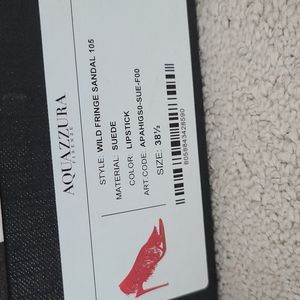 AQUAZZURA
FIRENZE
STYLE: WILD FRINGE SANDAL 105
MATERIAL: SUEDE
COLOR: LIPSTICK
ART.CODE: APAHIGS0-SUE-F00
SIZE: 38½
8058843428590